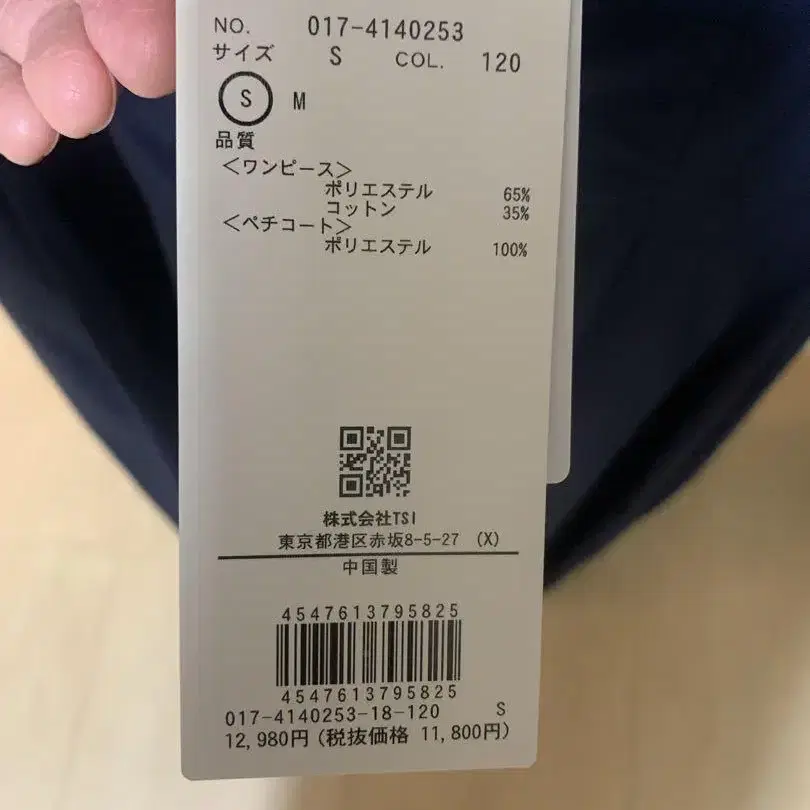 NO. 017-4140253
サイズ S COL. 120
S M
品質
＜ワンピース＞
ポリエステル 65%
コットン 35%
＜ペチコート＞
ポリエステル 100%
株式会社TSI
東京都港区赤坂8-5-27 (X)
中国製
4547613795825
4547613795825
017-4140253-18-120 S
12,980円 (税抜価格 11,800円)